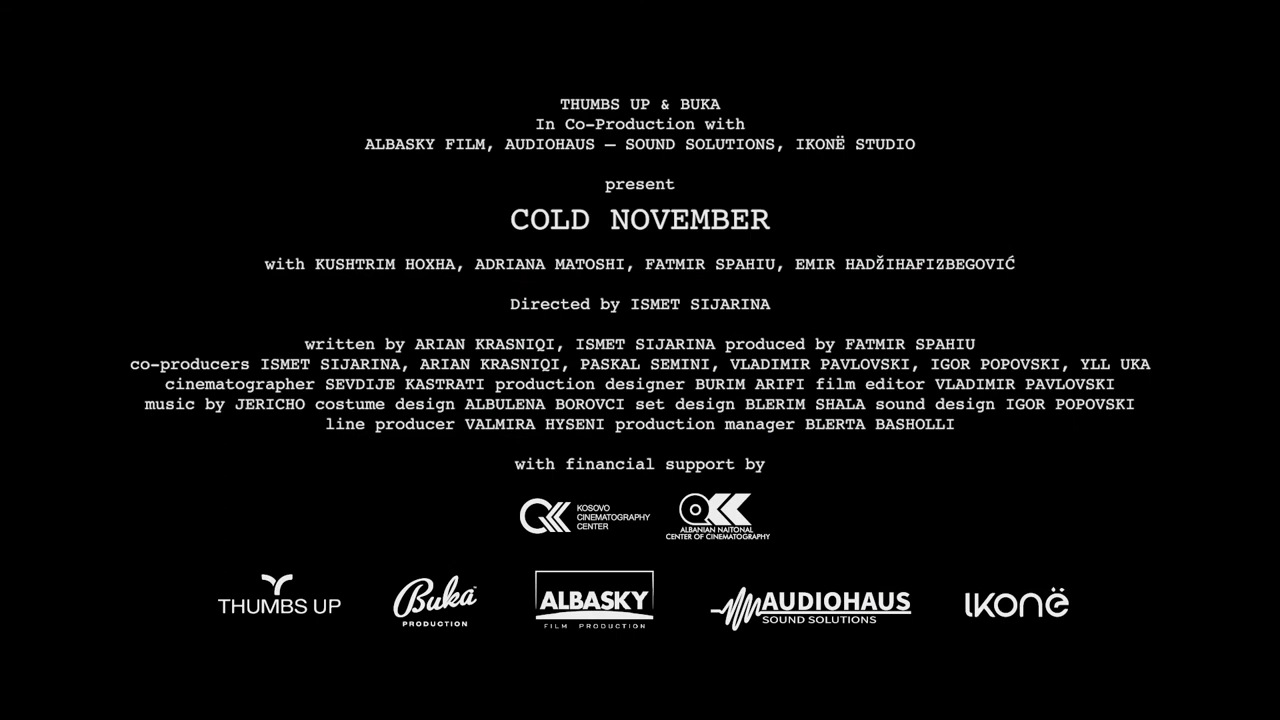 THUMBS UP & BUKA
In Co-Production with
ALBASKY FILM, AUDIOHAUS – SOUND SOLUTIONS, IKONË STUDIO
present
COLD NOVEMBER
with KUSHTRIM HOXHA, ADRIANA MATOSHI, FATMIR SPAHIU, EMIR HADŽIHAFIZBEGOVIĆ
Directed by ISMET SIJARINA
written by ARIAN KRASNIQI, ISMET SIJARINA produced by FATMIR SPAHIU
co-producers ISMET SIJARINA, ARIAN KRASNIQI, PASKAL SEMINI, VLADIMIR PAVLOVSKI, IGOR POPOVSKI, YLL UKA
cinematographer SEVDIJE KASTRATI production designer BURIM ARIFI film editor VLADIMIR PAVLOVSKI
music by JERICHO costume design ALBULENA BOROVCI set design BLERIM SHALA sound design IGOR POPOVSKI
line producer VALMIRA HYSENI production manager BLERTA BASHOLLI
with financial support by
KOSOVO
CINEMATOGRAPHY
CENTER
ALBANIAN NAITONAL
CENTER OF CINEMATOGRAPHY
THUMBS UP
Buka
PRODUCTION
ALBASKY
FILM PRODUCTION
AUDIOHAUS
SOUND SOLUTIONS
IKONË